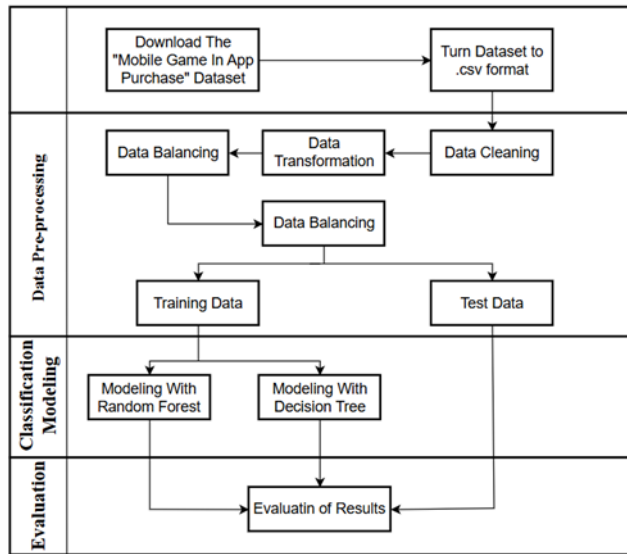 Download The
"Mobile Game In App
Purchase" Dataset
Turn Dataset to
.csv format
Data Pre-processing
Data Balancing
Data
Transformation
Data Cleaning
Data Balancing
Training Data
Test Data
Classification
Modeling
Modeling With
Random Forest
Modeling With
Decision Tree
Evaluation
Evaluatin of Results